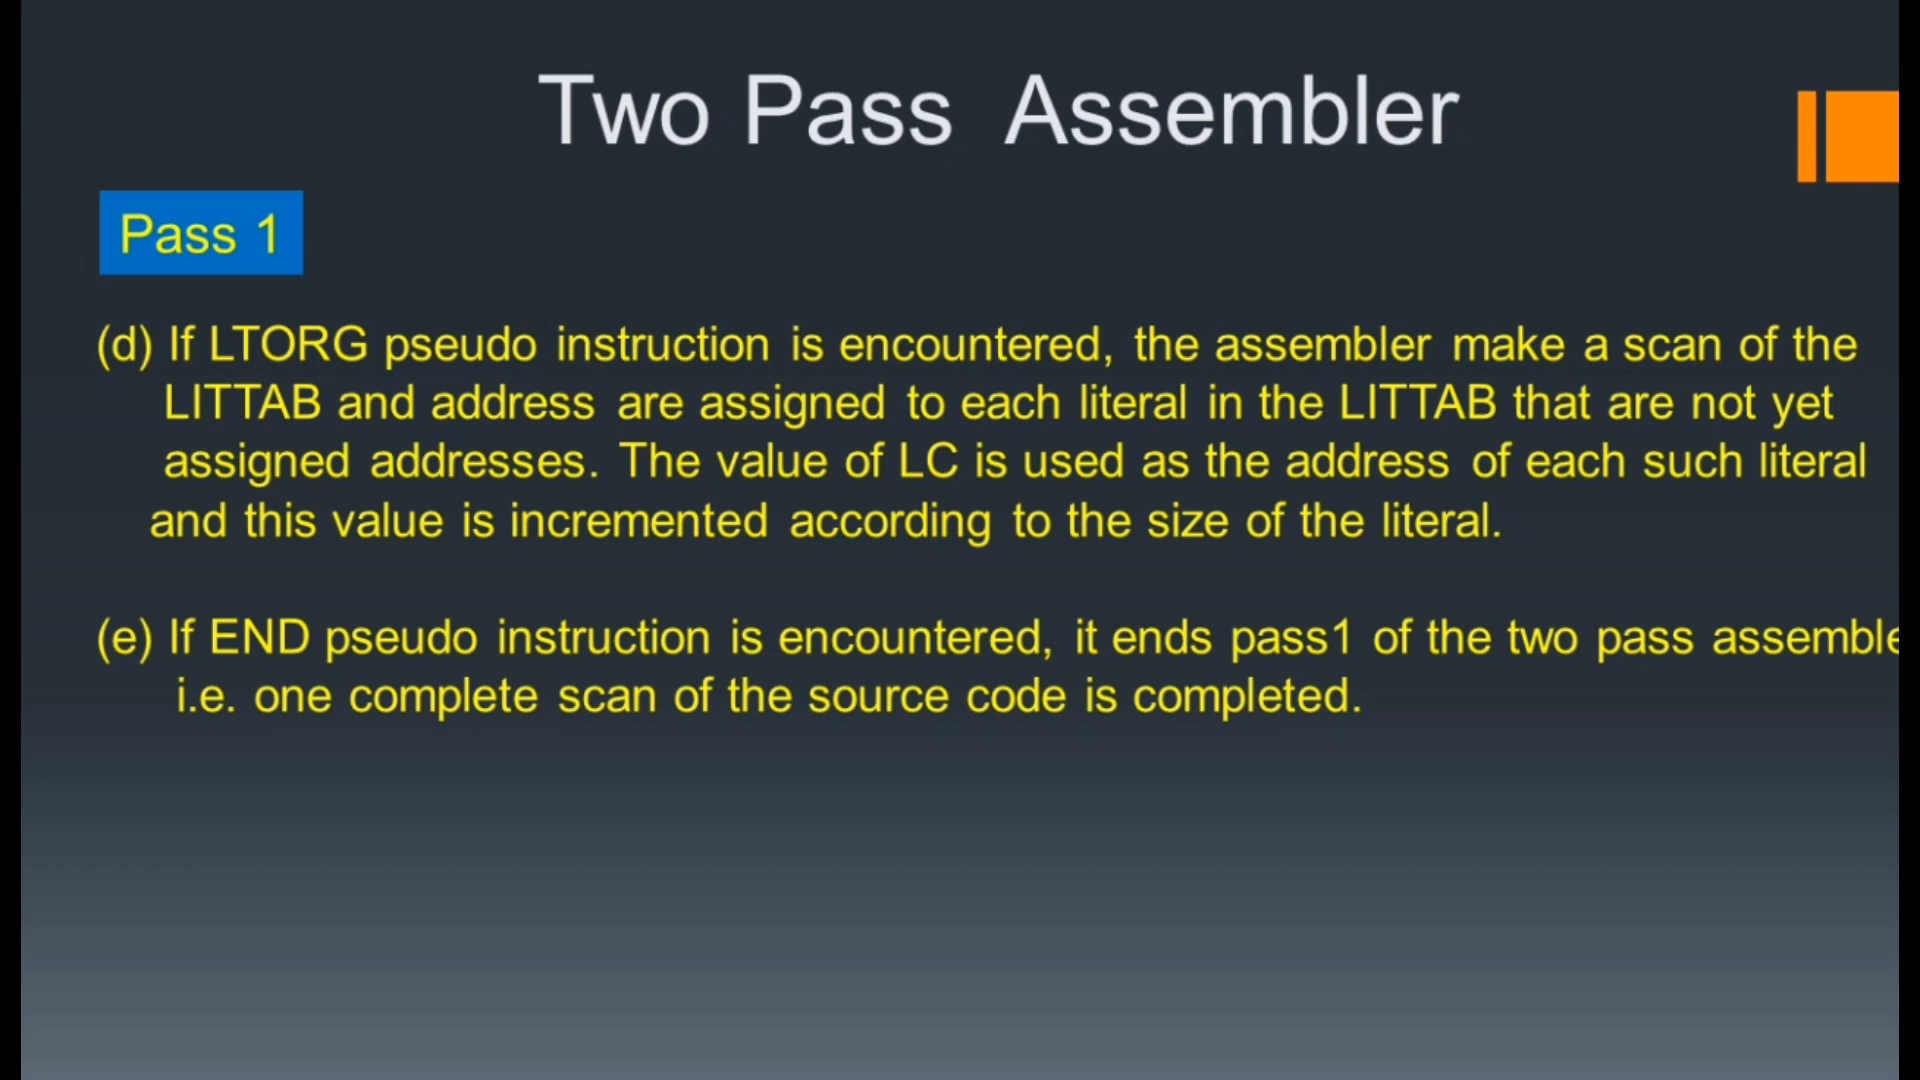 Two Pass Assembler
Pass 1
(d) If LTORG pseudo instruction is encountered, the assembler make a scan of the
LITTAB and address are assigned to each literal in the LITTAB that are not yet
assigned addresses. The value of LC is used as the address of each such literal
and this value is incremented according to the size of the literal.
(e) If END pseudo instruction is encountered, it ends pass1 of the two pass assemble
i.e. one complete scan of the source code is completed.